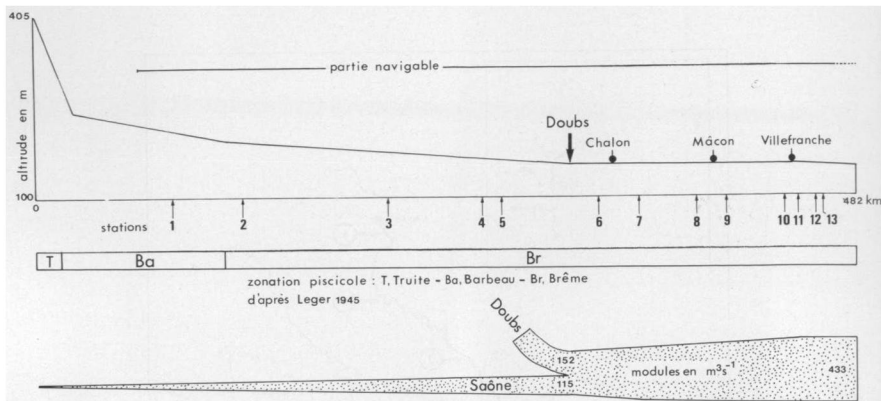 405
altitude en m
100
partie navigable
Doubs
Chalon
Mâcon
Villefranche
0
482 km
stations
1 2 3 4 5 6 7 8 9 10 11 12 13
T Ba Br
zonation piscicole : T, Truite - Ba, Barbeau - Br, Brême
d'après Leger 1945
Doubs
152
modules en m³s⁻¹
433
Saône
115